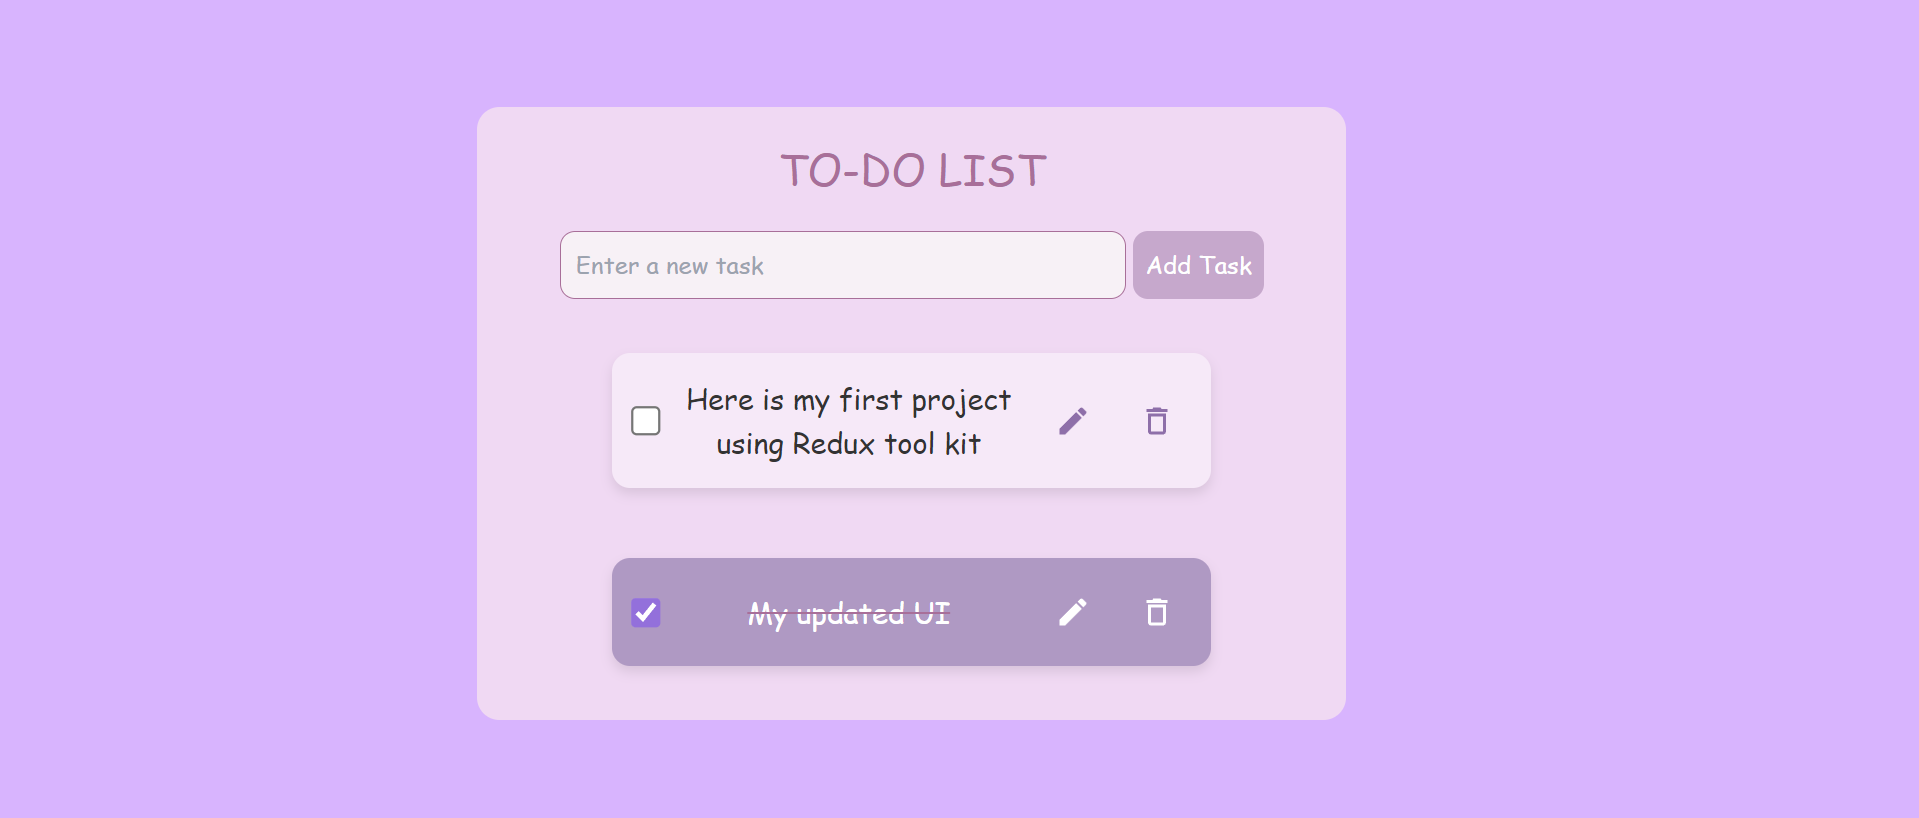 TO-DO LIST
Enter a new task
Add Task
Here is my first project
using Redux tool kit
My updated UI